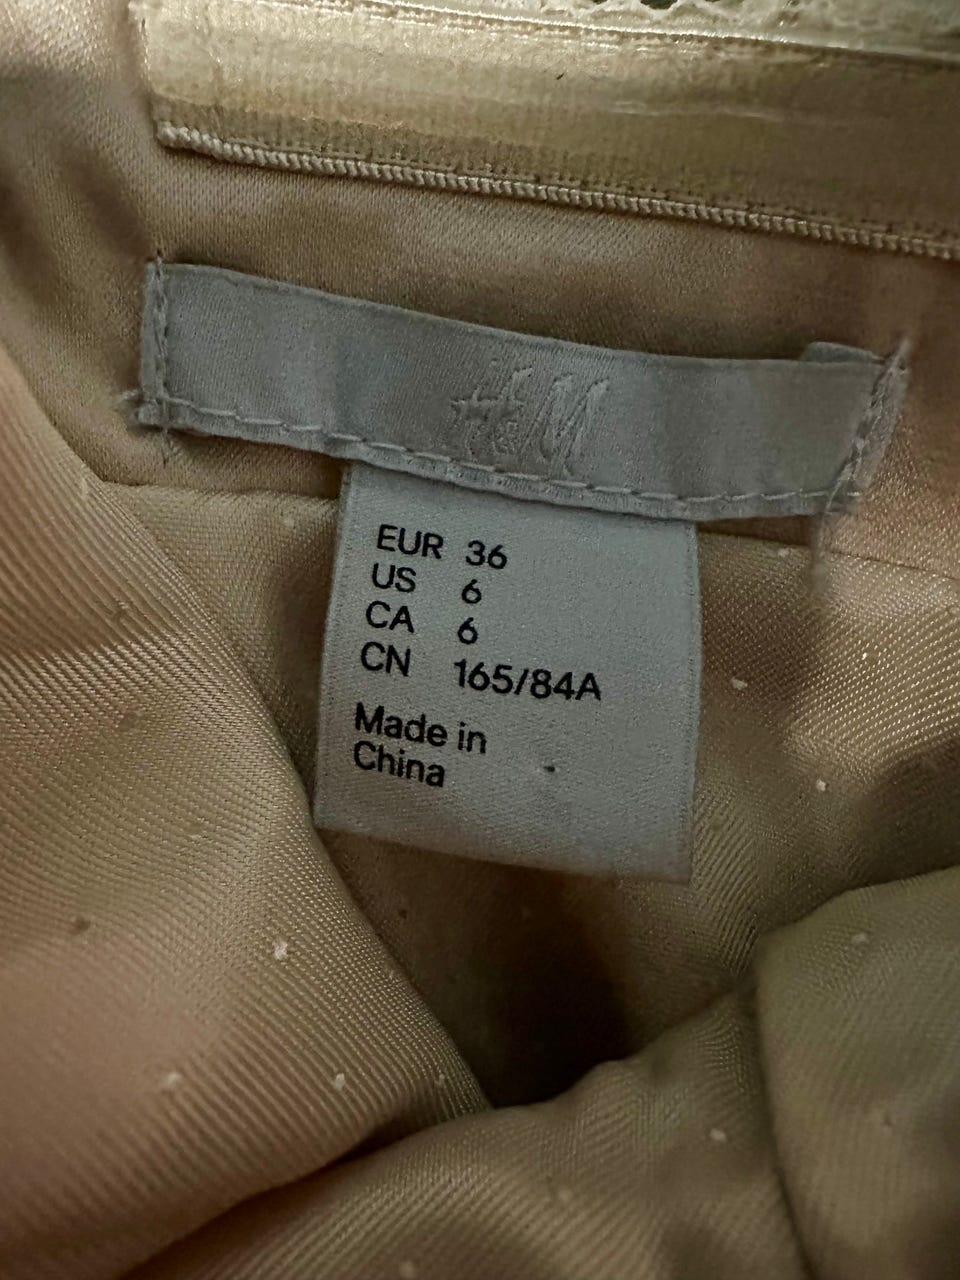 H&M
EUR 36
US 6
CA 6
CN 165/84A
Made in
China